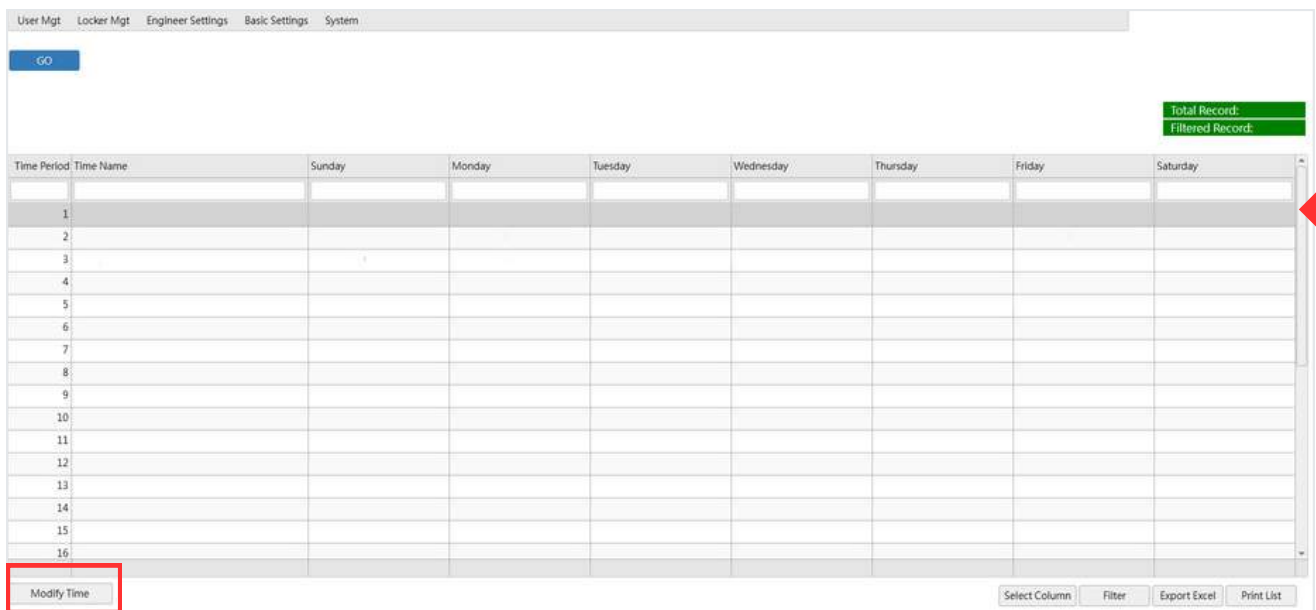 User Mgt Locker Mgt Engineer Settings Basic Settings System
GO
Total Record:
Filtered Record:
Time Period Time Name Sunday Monday Tuesday Wednesday Thursday Friday Saturday
1
2
3
4
5
6
7
8
9
10
11
12
13
14
15
16
Modify Time Select Column Filter Export Excel Print List